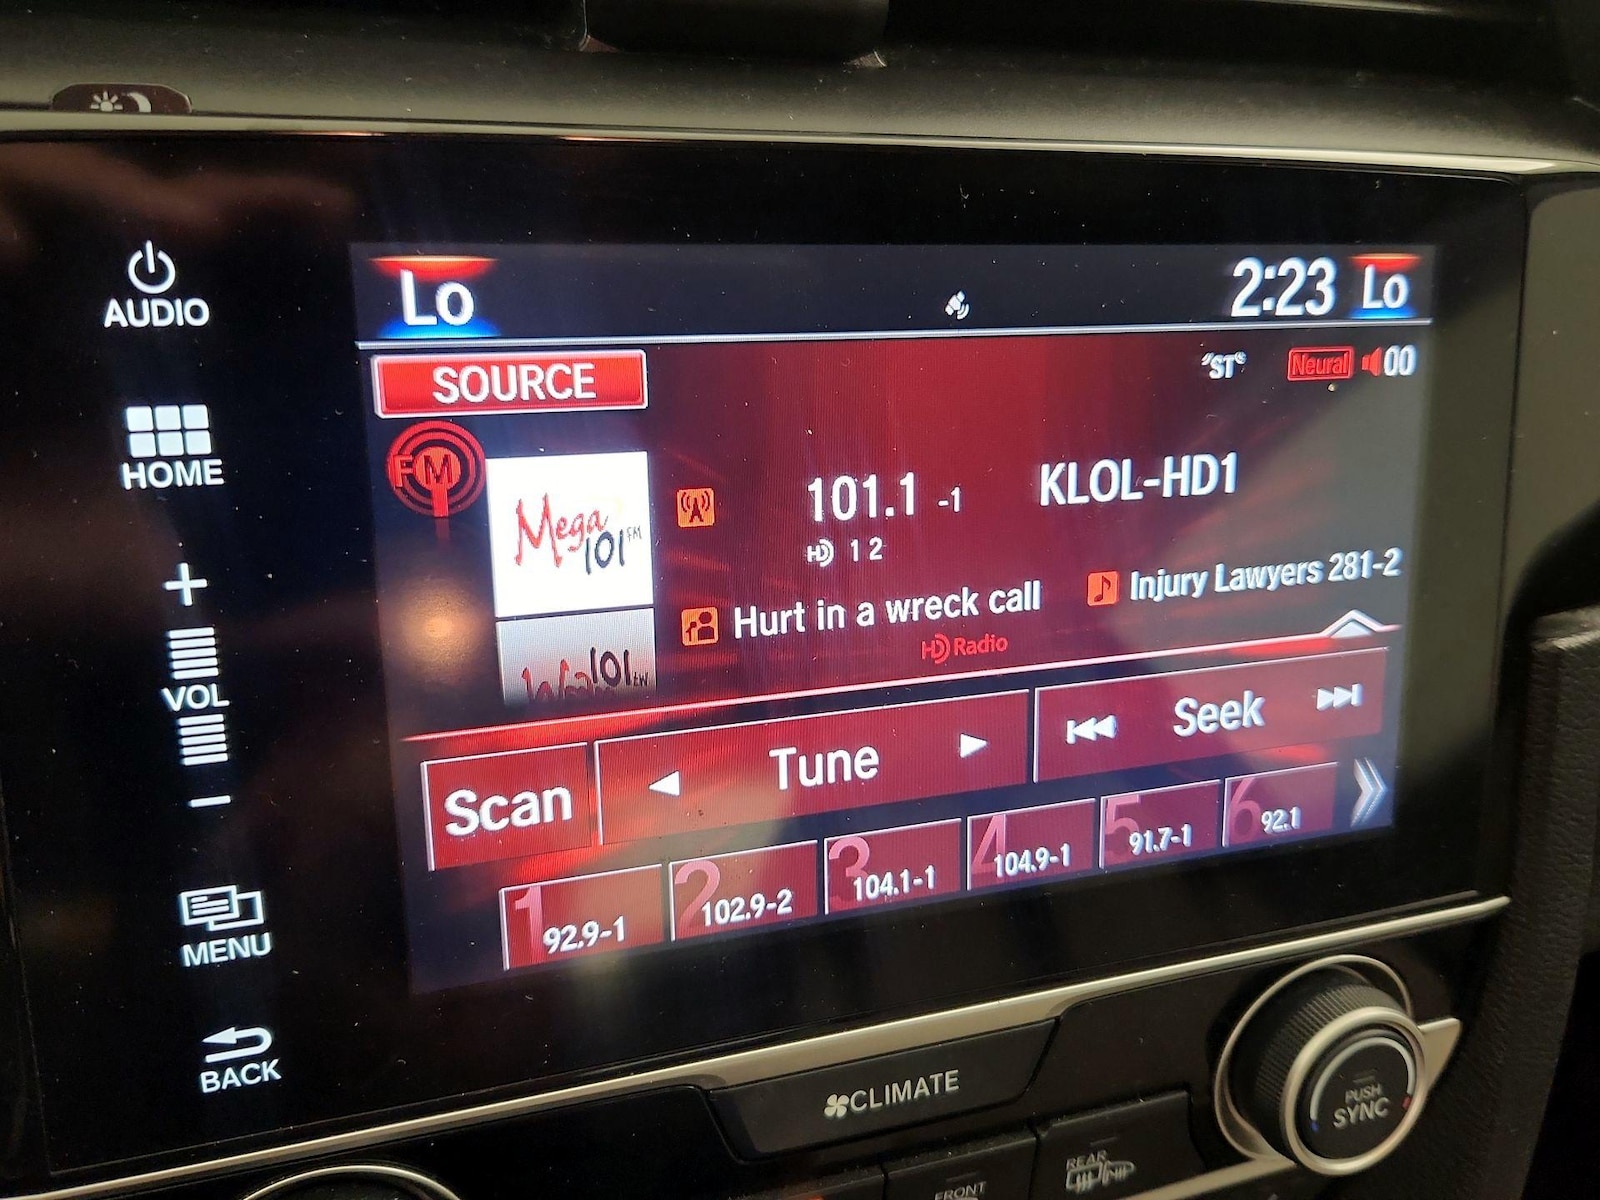 AUDIO
HOME
+
VOL
−
MENU
BACK
Lo
2:23 Lo
SOURCE
"ST"
Neural 00
FM
Mega
101 FM
101.1 -1
KLOL-HD1
HD 1 2
Hurt in a wreck call
Injury Lawyers 281-2
HD Radio
Scan
Tune
Seek
1 92.9-1
2 102.9-2
3 104.1-1
4 104.9-1
5 91.7-1
6 92.1
CLIMATE
PUSH
SYNC
FRONT
REAR